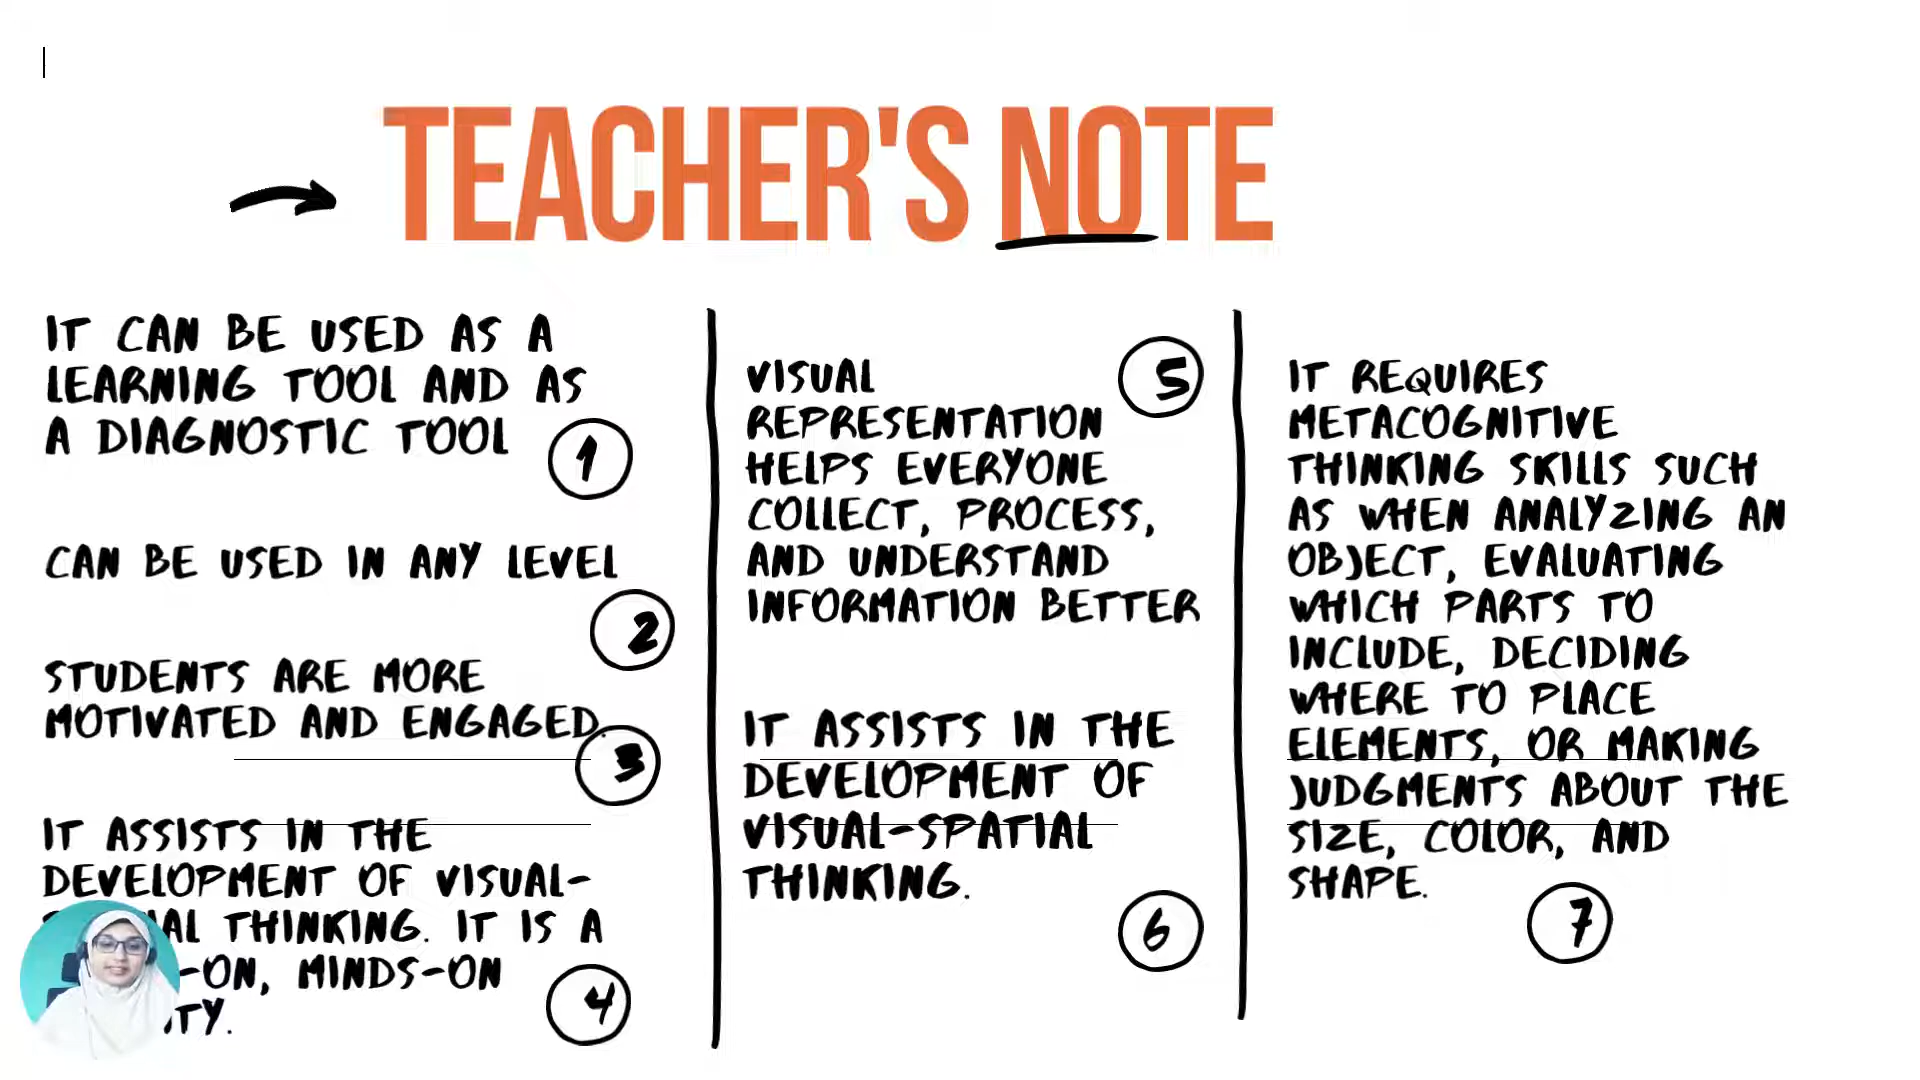 TEACHER'S NOTE
IT CAN BE USED AS A
LEARNING TOOL AND AS
A DIAGNOSTIC TOOL
1
CAN BE USED IN ANY LEVEL
2
STUDENTS ARE MORE
MOTIVATED AND ENGAGED.
3
IT ASSISTS IN THE
DEVELOPMENT OF VISUAL-
THINKING. IT IS A
-ON, MINDS-ON
4
VISUAL
5
REPRESENTATION
HELPS EVERYONE
COLLECT, PROCESS,
AND UNDERSTAND
INFORMATION BETTER
IT ASSISTS IN THE
DEVELOPMENT OF
VISUAL-SPATIAL
THINKING.
6
IT REQUIRES
METACOGNITIVE
THINKING SKILLS SUCH
AS WHEN ANALYZING AN
OBJECT, EVALUATING
WHICH PARTS TO
INCLUDE, DECIDING
WHERE TO PLACE
ELEMENTS, OR MAKING
JUDGMENTS ABOUT THE
SIZE, COLOR, AND
SHAPE.
7